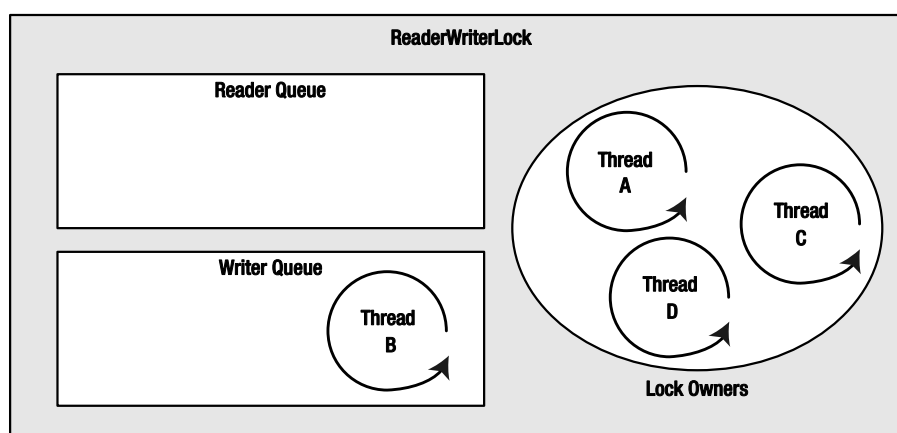 ReaderWriterLock
Reader Queue
Writer Queue
Thread
B
Thread
A
Thread
C
Thread
D
Lock Owners